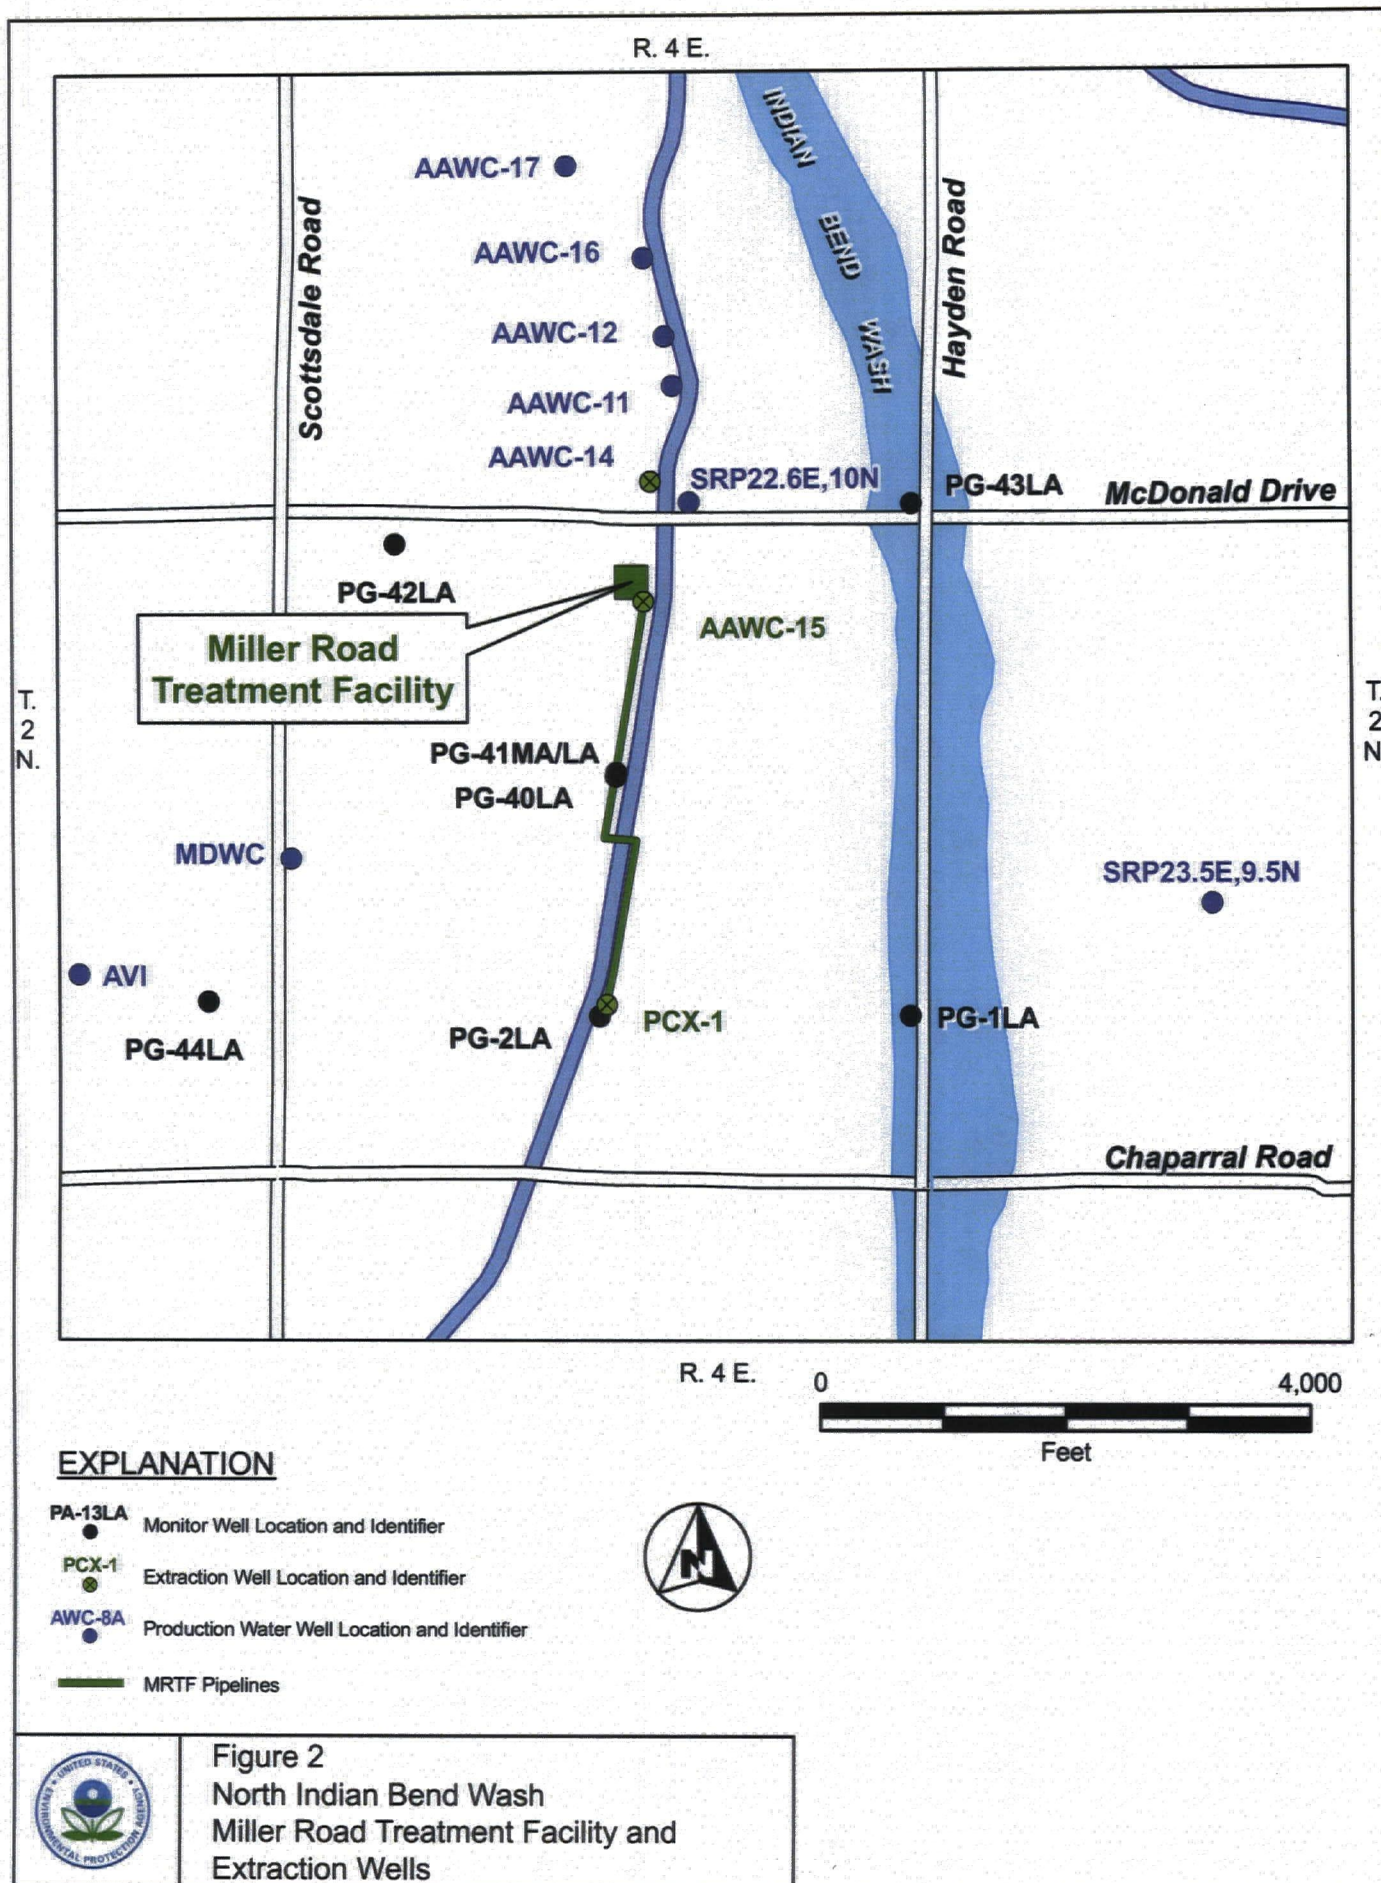 R. 4 E.
INDIAN
BEND
WASH
AAWC-17
AAWC-16
AAWC-12
AAWC-11
AAWC-14
Scottsdale Road
Hayden Road
SRP22.6E,10N
PG-43LA
McDonald Drive
PG-42LA
AAWC-15
Miller Road
Treatment Facility
T.
2
N.
T.
2
N
PG-41MA/LA
PG-40LA
MDWC
SRP23.5E,9.5N
AVI
PG-44LA
PG-2LA
PCX-1
PG-1LA
Chaparral Road
R. 4 E.
0
4,000
Feet
EXPLANATION
PA-13LA
Monitor Well Location and Identifier
PCX-1
Extraction Well Location and Identifier
AWC-8A
Production Water Well Location and Identifier
MRTF Pipelines
N
UNITED STATES
ENVIRONMENTAL PROTECTION AGENCY
Figure 2
North Indian Bend Wash
Miller Road Treatment Facility and
Extraction Wells